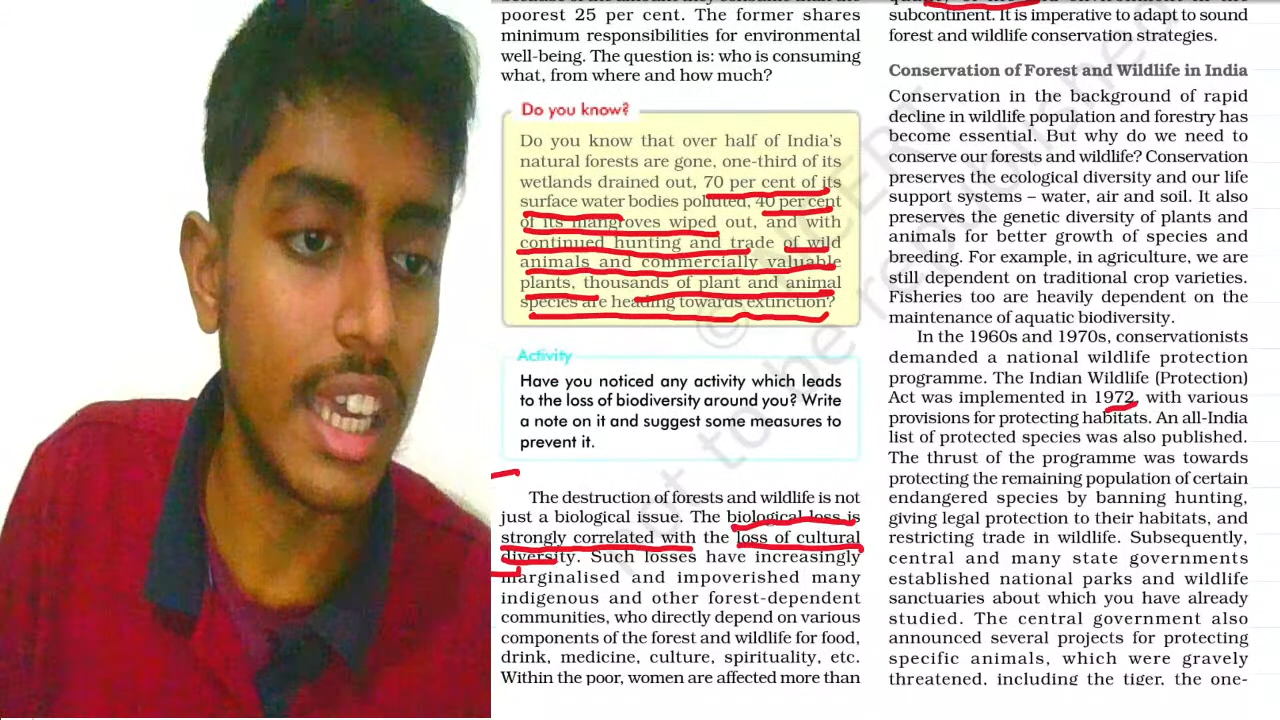 poorest 25 per cent. The former shares
minimum responsibilities for environmental
well-being. The question is: who is consuming
what, from where and how much?
Do you know?
Do you know that over half of India's
natural forests are gone, one-third of its
wetlands drained out, 70 per cent of its
surface water bodies polluted, 40 per cent
of its mangroves wiped out, and with
continued hunting and trade of wild
animals and commercially valuable
plants, thousands of plant and animal
species are heading towards extinction?
Activity
Have you noticed any activity which leads
to the loss of biodiversity around you? Write
a note on it and suggest some measures to
prevent it.
The destruction of forests and wildlife is not
just a biological issue. The biological loss is
strongly correlated with the loss of cultural
diversity. Such losses have increasingly
marginalised and impoverished many
indigenous and other forest-dependent
communities, who directly depend on various
components of the forest and wildlife for food,
drink, medicine, culture, spirituality, etc.
Within the poor, women are affected more than
subcontinent. It is imperative to adapt to sound
forest and wildlife conservation strategies.
Conservation of Forest and Wildlife in India
Conservation in the background of rapid
decline in wildlife population and forestry has
become essential. But why do we need to
conserve our forests and wildlife? Conservation
preserves the ecological diversity and our life
support systems – water, air and soil. It also
preserves the genetic diversity of plants and
animals for better growth of species and
breeding. For example, in agriculture, we are
still dependent on traditional crop varieties.
Fisheries too are heavily dependent on the
maintenance of aquatic biodiversity.
In the 1960s and 1970s, conservationists
demanded a national wildlife protection
programme. The Indian Wildlife (Protection)
Act was implemented in 1972, with various
provisions for protecting habitats. An all-India
list of protected species was also published.
The thrust of the programme was towards
protecting the remaining population of certain
endangered species by banning hunting,
giving legal protection to their habitats, and
restricting trade in wildlife. Subsequently,
central and many state governments
established national parks and wildlife
sanctuaries about which you have already
studied. The central government also
announced several projects for protecting
specific animals, which were gravely
threatened, including the tiger, the one-
not to be republished